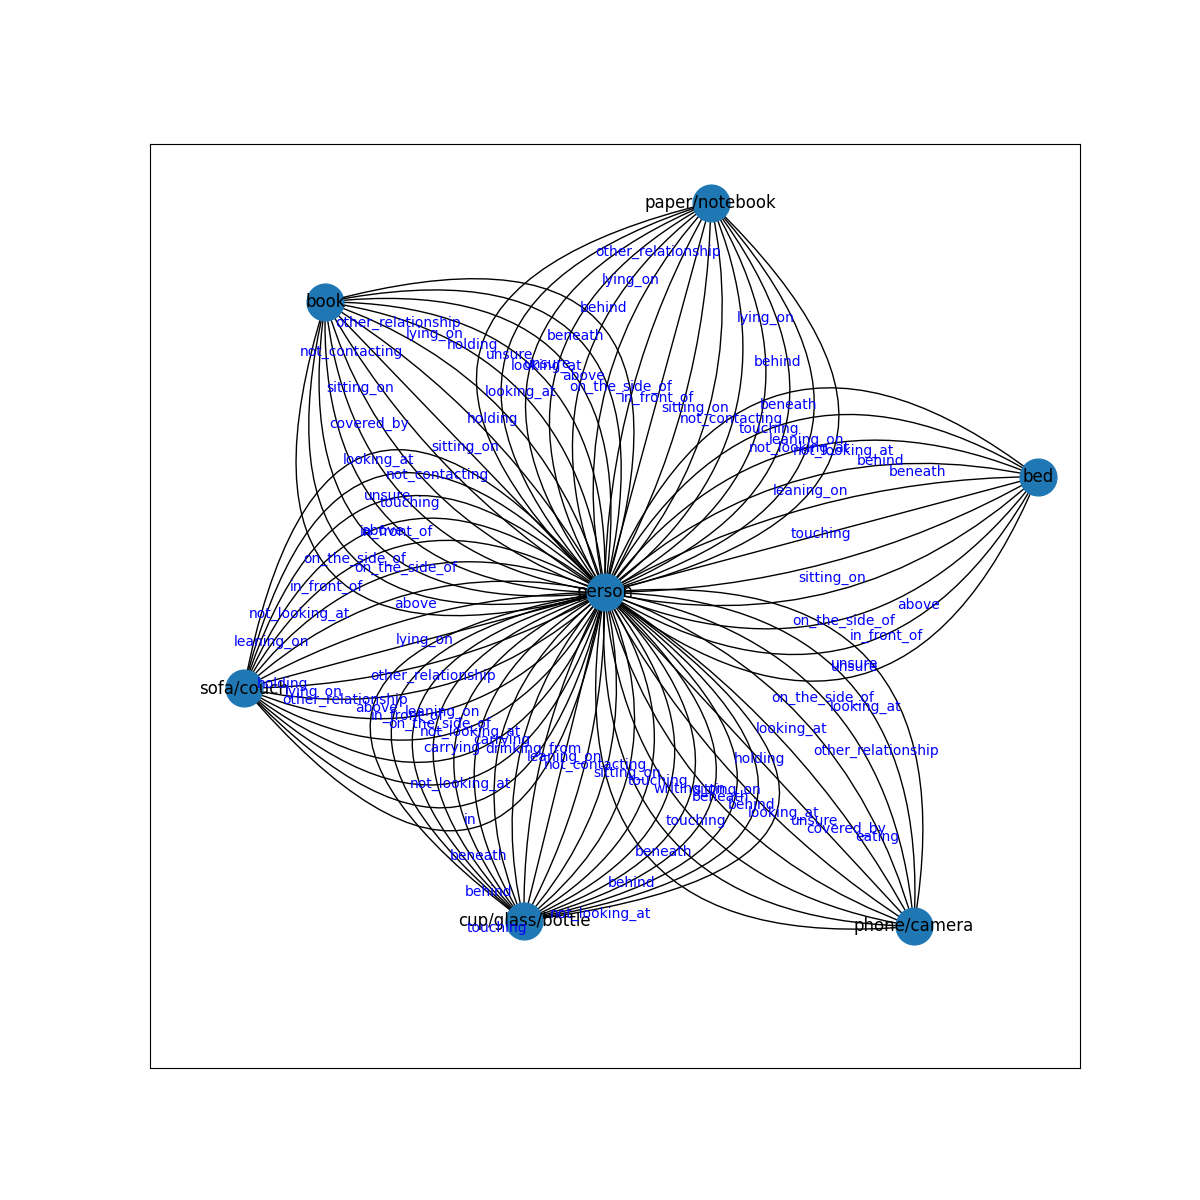 paper/notebook
other_relationship
lying_on
book
behind
lying_on
other_relationship
lying_on
beneath
holding
not_contacting
unsure
behind
unsure
looking_at
above
sitting_on
on_the_side_of
looking_at
in_front_of
beneath
sitting_on
holding
not_contacting
covered_by
touching
leaning_on
sitting_on
not_looking_at
not_looking_at
looking_at
behind
beneath
not_contacting
bed
leaning_on
unsure
touching
above
in_front_of
touching
on_the_side_of
on_the_side_of
sitting_on
in_front_of
person
above
above
not_looking_at
on_the_side_of
in_front_of
leaning_on
lying_on
unsure
unsure
other_relationship
holding
sofa/couch
lying_on
other_relationship
on_the_side_of
above
looking_at
leaning_on
in_front_of
on_the_side_of
looking_at
not_looking_at
carrying
carrying
drinking_from
other_relationship
leaning_on
holding
not_contacting
sitting_on
touching
not_looking_at
writing_on
sitting_on
beneath
behind
looking_at
in
touching
unsure
covered_by
eating
beneath
beneath
behind
behind
not_looking_at
cup/glass/bottle
phone/camera
touching